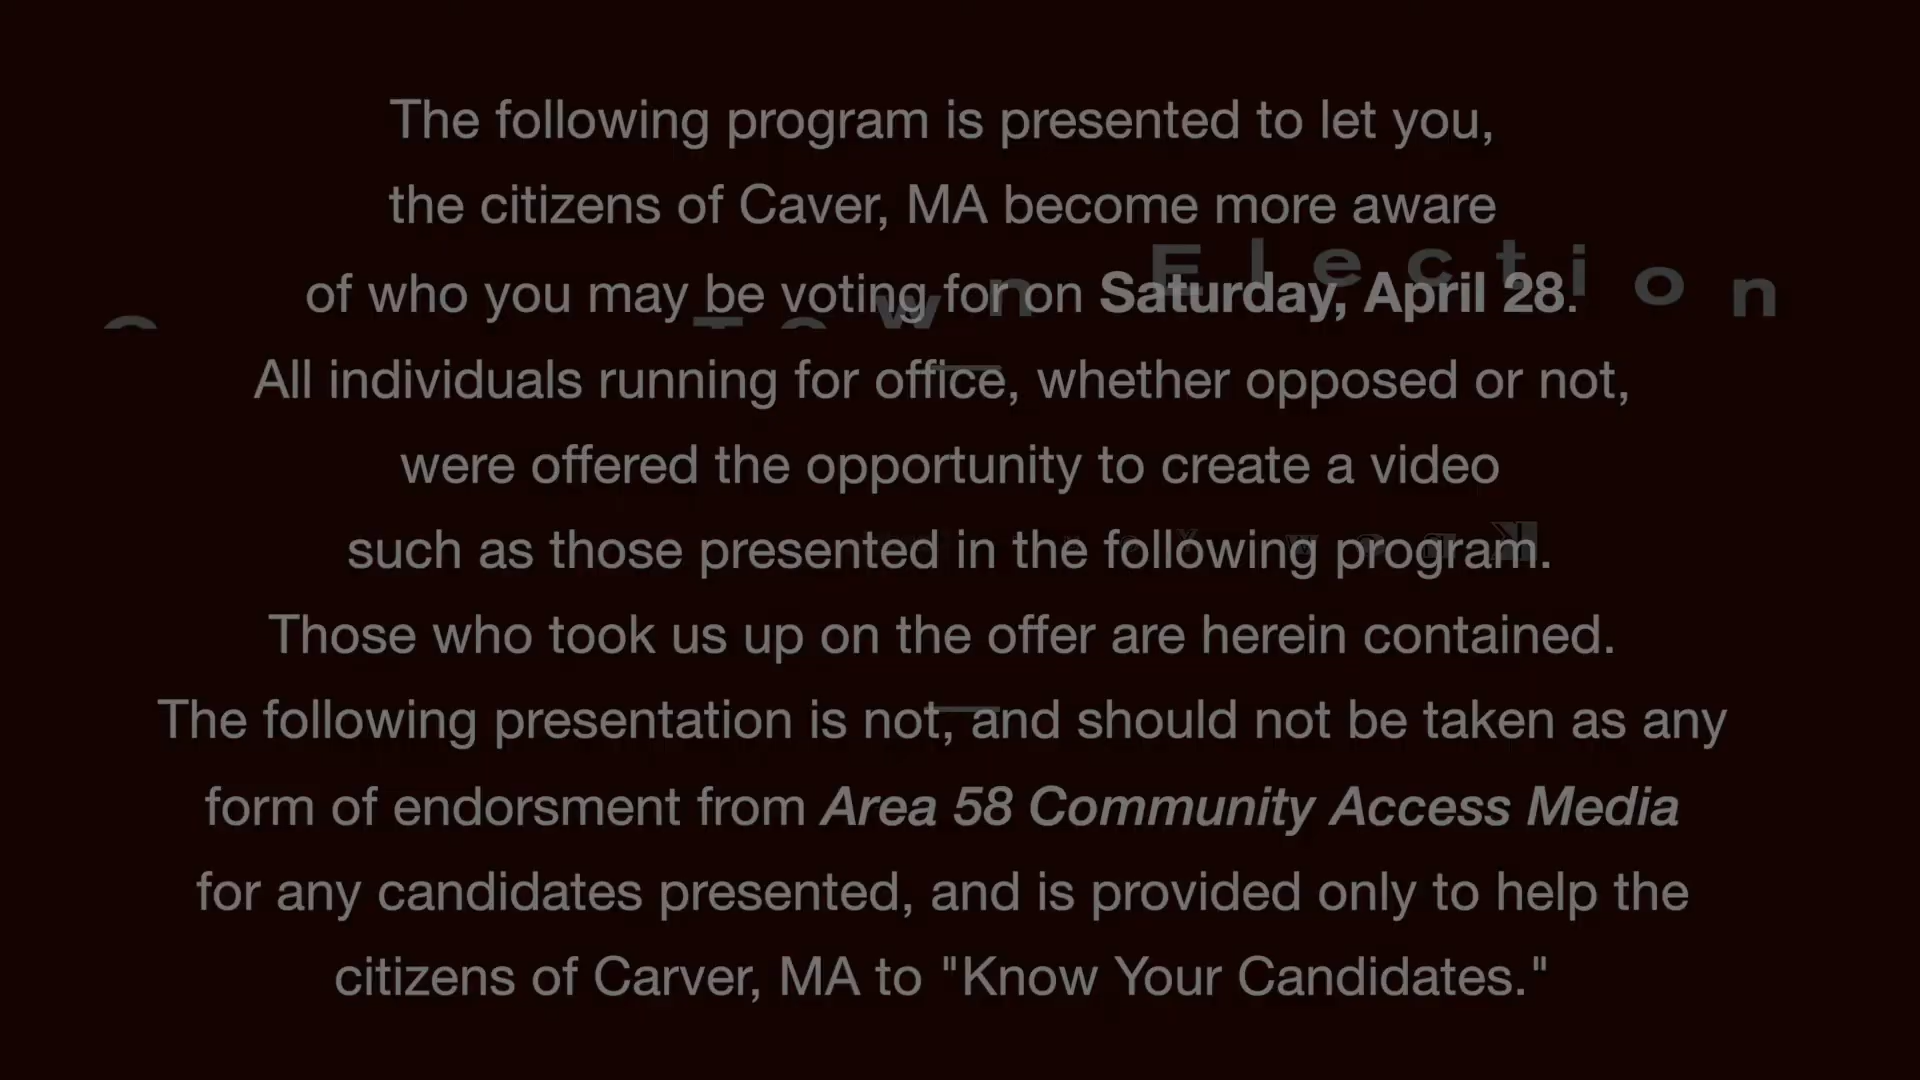 The following program is presented to let you,
the citizens of Caver, MA become more aware
of who you may be voting for on Saturday, April 28.
All individuals running for office, whether opposed or not,
were offered the opportunity to create a video
such as those presented in the following program.
Those who took us up on the offer are herein contained.
The following presentation is not, and should not be taken as any
form of endorsment from Area 58 Community Access Media
for any candidates presented, and is provided only to help the
citizens of Carver, MA to "Know Your Candidates."
Town Election